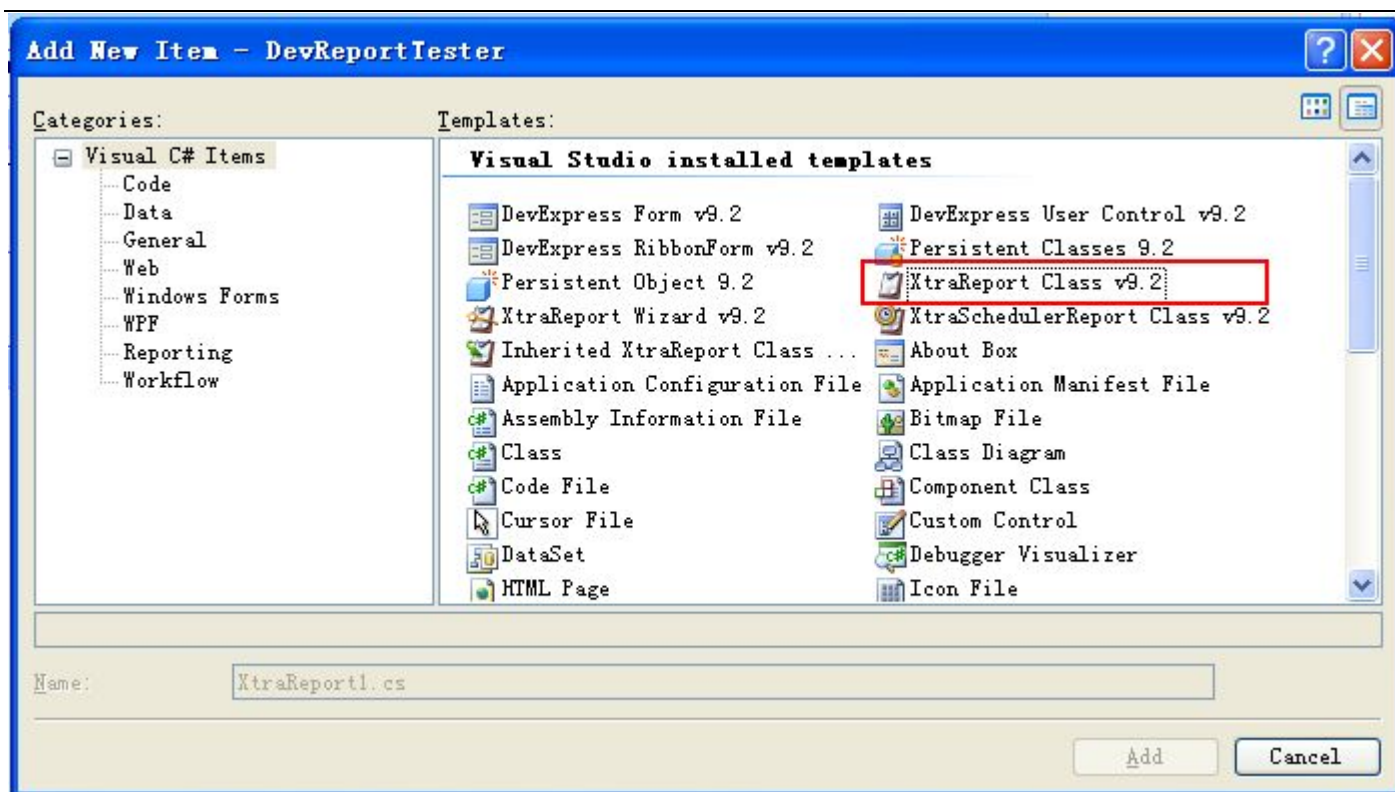 Add New Item - DevReportTester
Categories:
Templates:
Visual C# Items
Code
Data
General
Web
Windows Forms
WPF
Reporting
Workflow
Visual Studio installed templates
DevExpress Form v9.2
DevExpress User Control v9.2
DevExpress RibbonForm v9.2
Persistent Classes 9.2
Persistent Object 9.2
XtraReport Class v9.2
XtraReport Wizard v9.2
XtraSchedulerReport Class v9.2
Inherited XtraReport Class ...
About Box
Application Configuration File
Application Manifest File
Assembly Information File
Bitmap File
Class
Class Diagram
Code File
Component Class
Cursor File
Custom Control
DataSet
Debugger Visualizer
HTML Page
Icon File
Name:
XtraReport1.cs
Add
Cancel